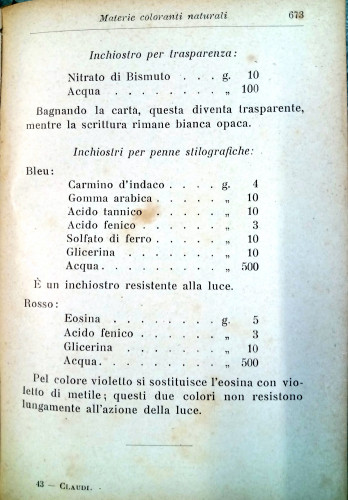 Materie coloranti naturali 673
Inchiostro per trasparenza:
Nitrato di Bismuto . . . g. 10
Acqua . . . . . . . . „ 100
Bagnando la carta, questa diventa trasparente,
mentre la scrittura rimane bianca opaca.
Inchiostri per penne stilografiche:
Bleu:
Carmino d'indaco . . . . g. 4
Gomma arabica . . . . . „ 10
Acido tannico . . . . . „ 10
Acido fenico . . . . . . „ 3
Solfato di ferro . . . . . „ 10
Glicerina . . . . . . „ 10
Acqua . . . . . . . . „ 500
È un inchiostro resistente alla luce.
Rosso:
Eosina . . . . . . . g. 5
Acido fenico . . . . . . „ 3
Glicerina . . . . . . „ 10
Acqua . . . . . . . . „ 500
Pel colore violetto si sostituisce l'eosina con vio-
letto di metile; questi due colori non resistono
lungamente all'azione della luce.
43 — Claudi.